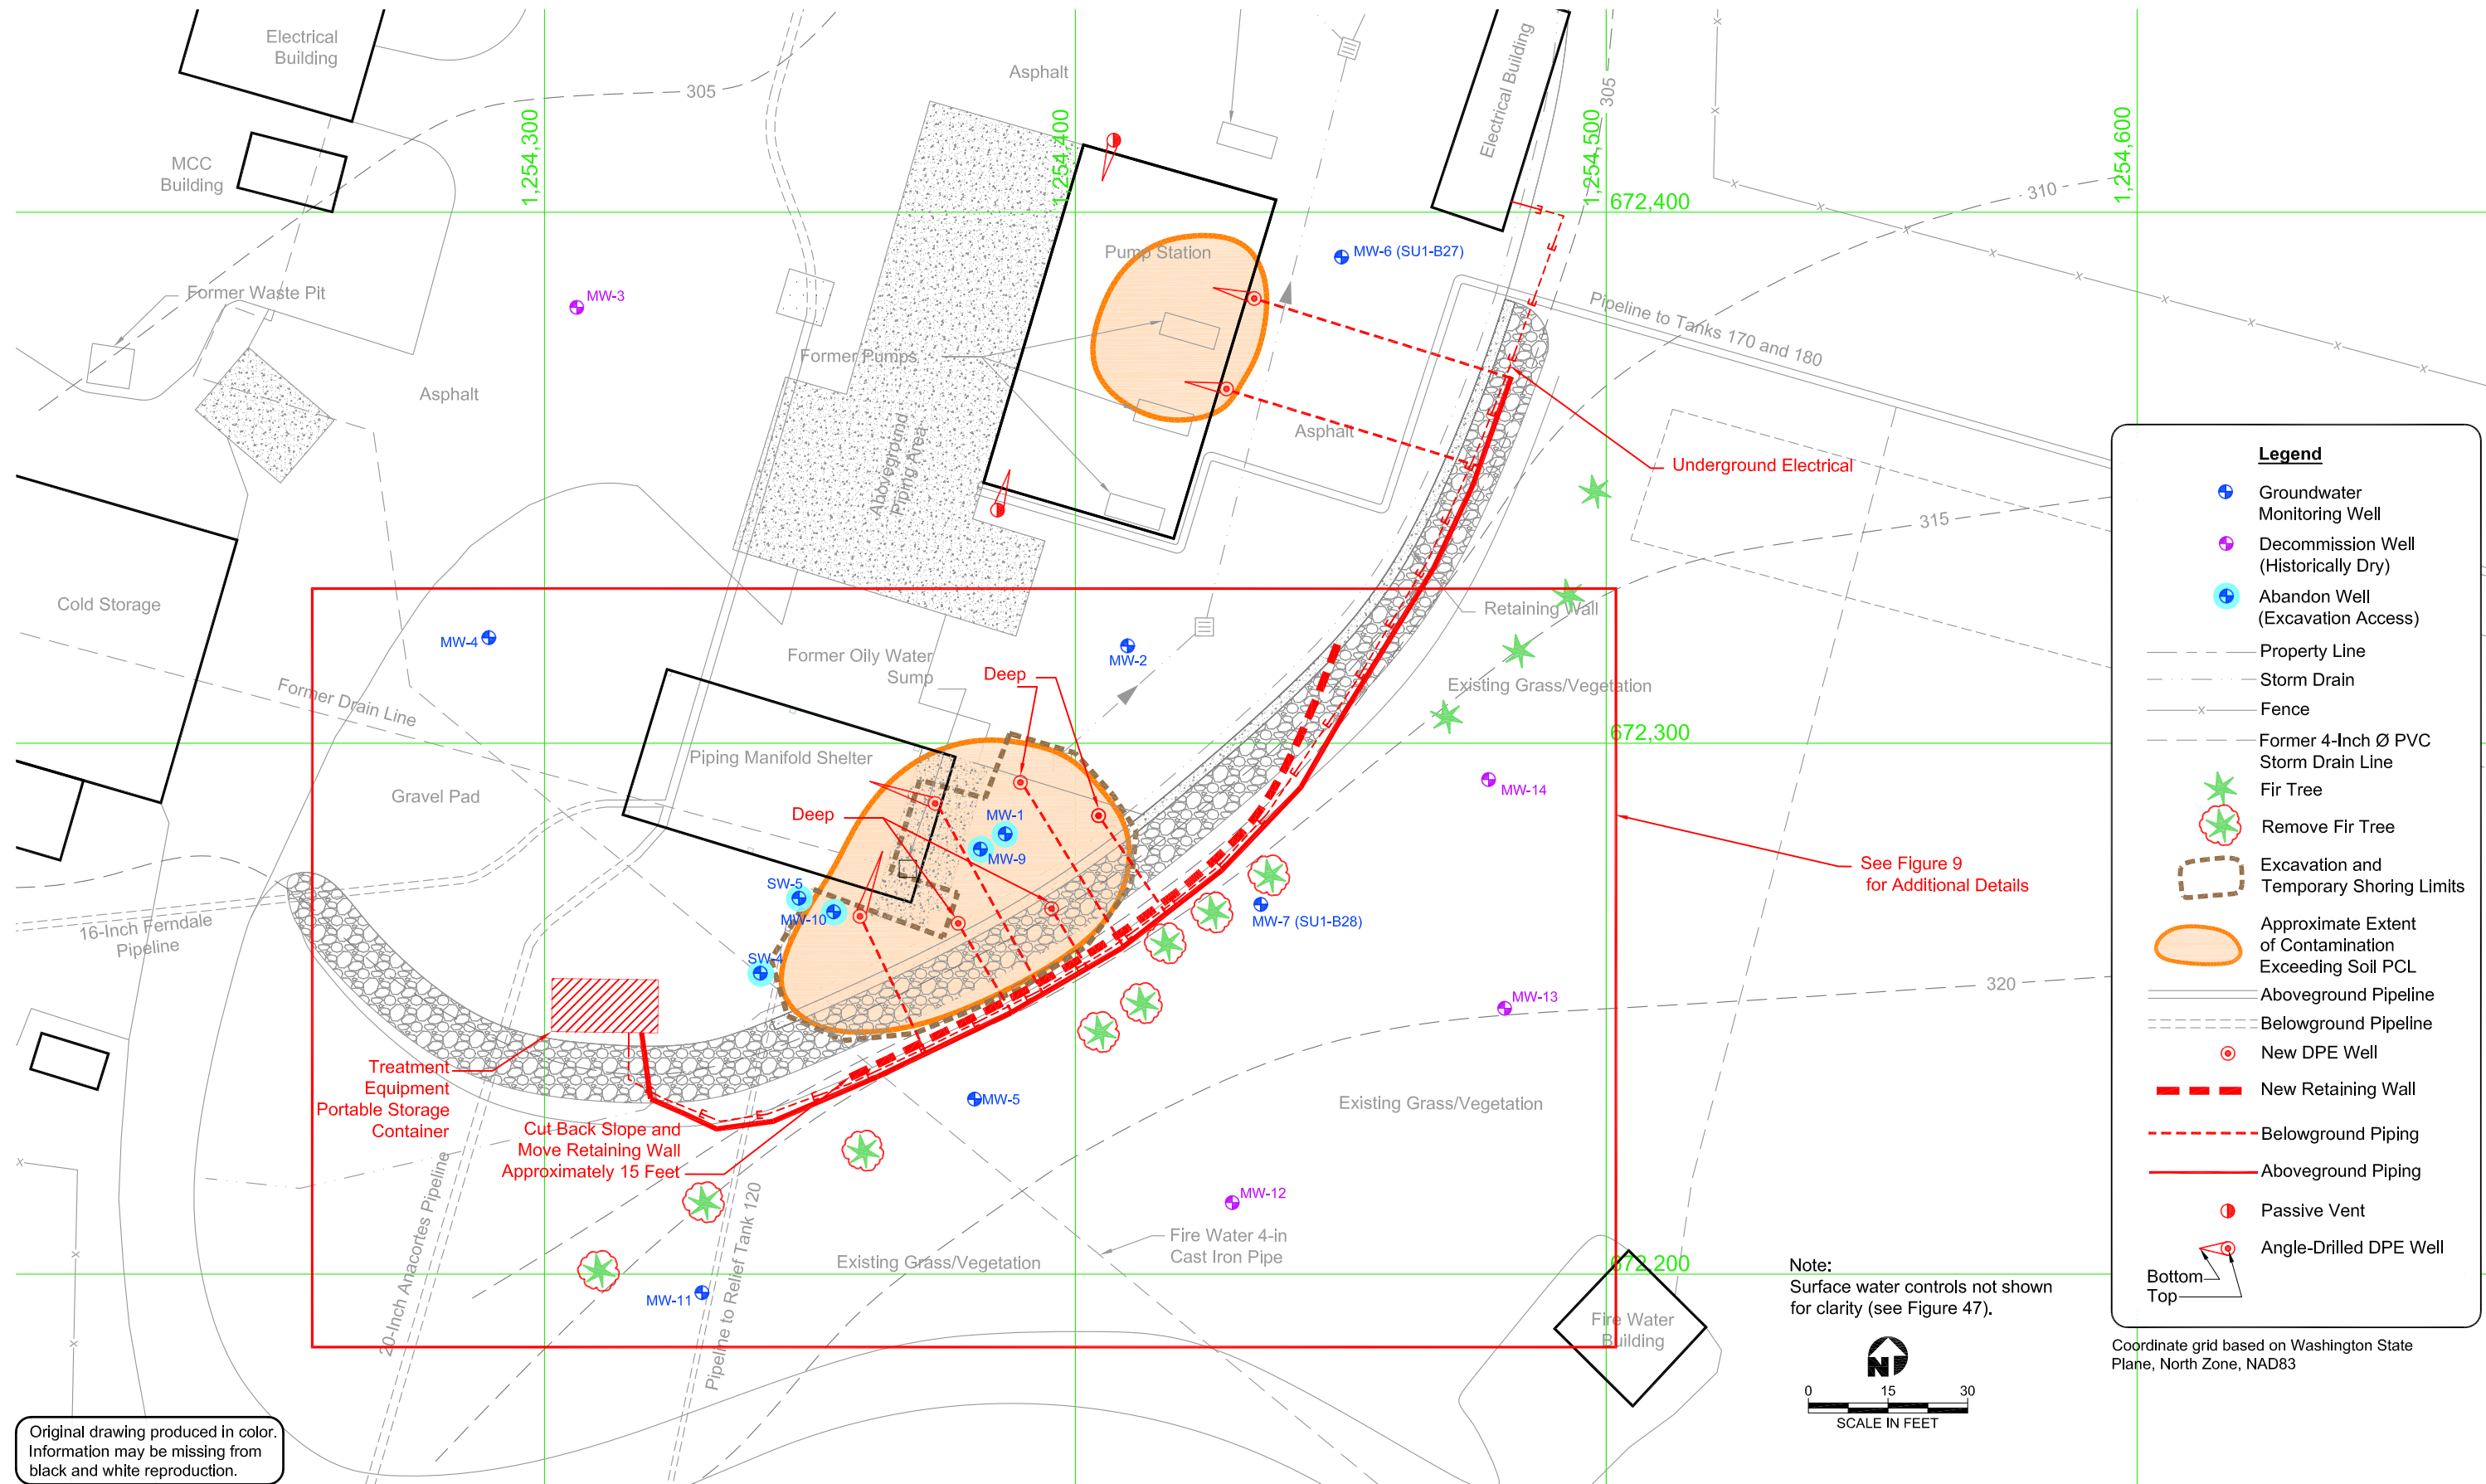 Electrical
Building
305
Asphalt
Electrical Building
305
MCC
Building
1,254,300
1,254,400
1,254,500
1,254,600
672,400
310
Pump Station
MW-6 (SU1-B27)
Former Waste Pit
MW-3
Pipeline to Tanks 170 and 180
Former Pumps
Asphalt
Aboveground
Piping Area
Asphalt
Underground Electrical
315
Cold Storage
Retaining Wall
MW-4
Former Oily Water
Sump
MW-2
Deep
Existing Grass/Vegetation
Former Drain Line
672,300
Piping Manifold Shelter
MW-14
Gravel Pad
Deep
MW-1
MW-9
See Figure 9
for Additional Details
SW-5
MW-10
MW-7 (SU1-B28)
16-Inch Ferndale
Pipeline
SW-4
320
MW-13
Treatment
Equipment
Portable Storage
Container
MW-5
Existing Grass/Vegetation
Cut Back Slope and
Move Retaining Wall
Approximately 15 Feet
E E E E E E E E E E E
20-Inch Anacortes Pipeline
Pipeline to Relief Tank 120
MW-12
Fire Water 4-in
Cast Iron Pipe
Existing Grass/Vegetation
672,200
MW-11
Fire Water
Building
Note:
Surface water controls not shown
for clarity (see Figure 47).
N
0 15 30
SCALE IN FEET
Legend
Groundwater
Monitoring Well
Decommission Well
(Historically Dry)
Abandon Well
(Excavation Access)
Property Line
Storm Drain
Fence
Former 4-Inch Ø PVC
Storm Drain Line
Fir Tree
Remove Fir Tree
Excavation and
Temporary Shoring Limits
Approximate Extent
of Contamination
Exceeding Soil PCL
Aboveground Pipeline
Belowground Pipeline
New DPE Well
New Retaining Wall
Belowground Piping
Aboveground Piping
Passive Vent
Angle-Drilled DPE Well
Bottom
Top
Coordinate grid based on Washington State
Plane, North Zone, NAD83
Original drawing produced in color.
Information may be missing from
black and white reproduction.